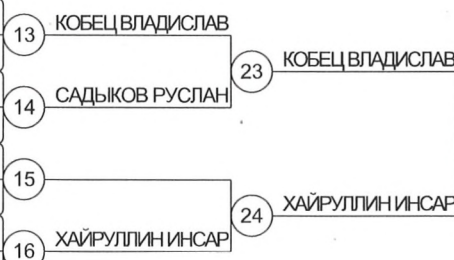 13 КОБЕЦ ВЛАДИСЛАВ
23 КОБЕЦ ВЛАДИСЛАВ
14 САДЫКОВ РУСЛАН
15
24 ХАЙРУЛЛИН ИНСАР
16 ХАЙРУЛЛИН ИНСАР